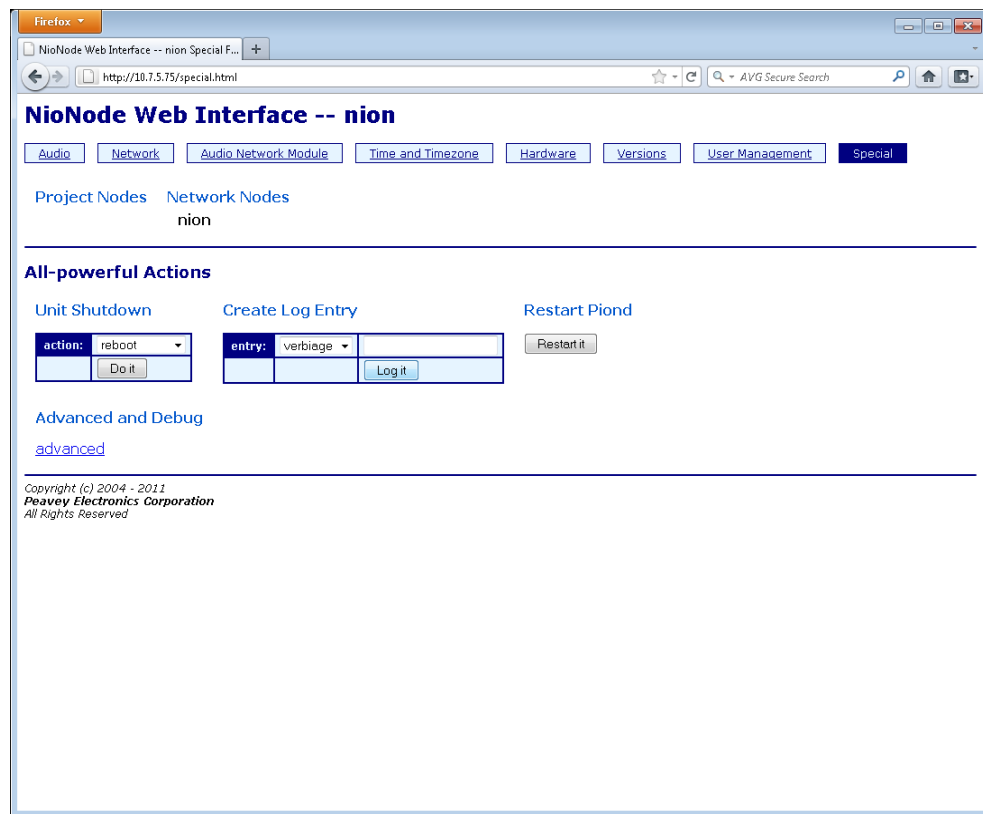 Firefox
NioNode Web Interface -- nion Special F... +
http://10.7.5.75/special.html
AVG Secure Search
NioNode Web Interface -- nion
Audio Network Audio Network Module Time and Timezone Hardware Versions User Management Special
Project Nodes Network Nodes
nion
All-powerful Actions
Unit Shutdown Create Log Entry Restart Piond
action: reboot entry: verbiage Restart it
Do it Log it
Advanced and Debug
advanced
Copyright (c) 2004 - 2011
Peavey Electronics Corporation
All Rights Reserved